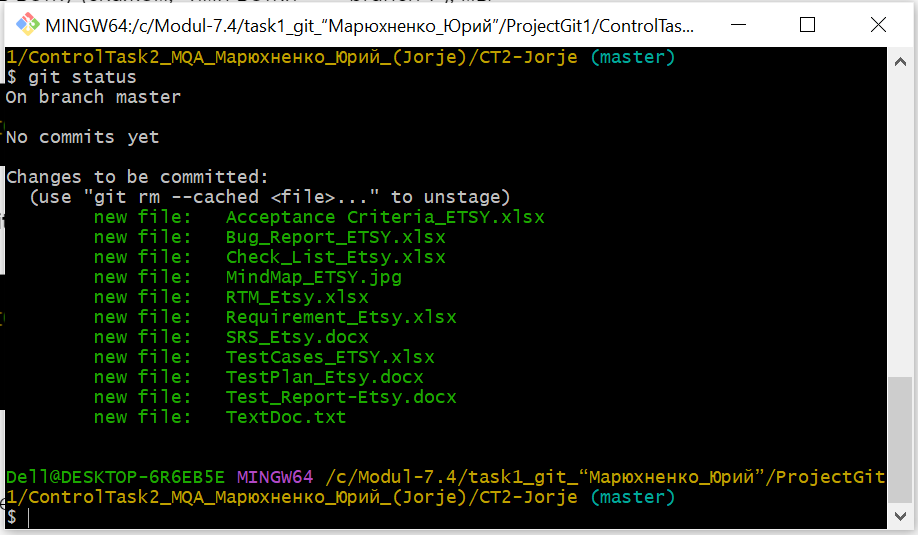 MINGW64:/c/Modul-7.4/task1_git_“Марюхненко_Юрий”/ProjectGit1/ControlTas...
1/ControlTask2_MQA_Марюхненко_Юрий_(Jorje)/CT2-Jorje (master)
$ git status
On branch master
No commits yet
Changes to be committed:
(use "git rm --cached <file>..." to unstage)
new file: Acceptance Criteria_ETSY.xlsx
new file: Bug_Report_ETSY.xlsx
new file: Check_List_Etsy.xlsx
new file: MindMap_ETSY.jpg
new file: RTM_Etsy.xlsx
new file: Requirement_Etsy.xlsx
new file: SRS_Etsy.docx
new file: TestCases_ETSY.xlsx
new file: TestPlan_Etsy.docx
new file: Test_Report-Etsy.docx
new file: TextDoc.txt
Dell@DESKTOP-6R6EB5E MINGW64 /c/Modul-7.4/task1_git_“Марюхненко_Юрий”/ProjectGit
1/ControlTask2_MQA_Марюхненко_Юрий_(Jorje)/CT2-Jorje (master)
$